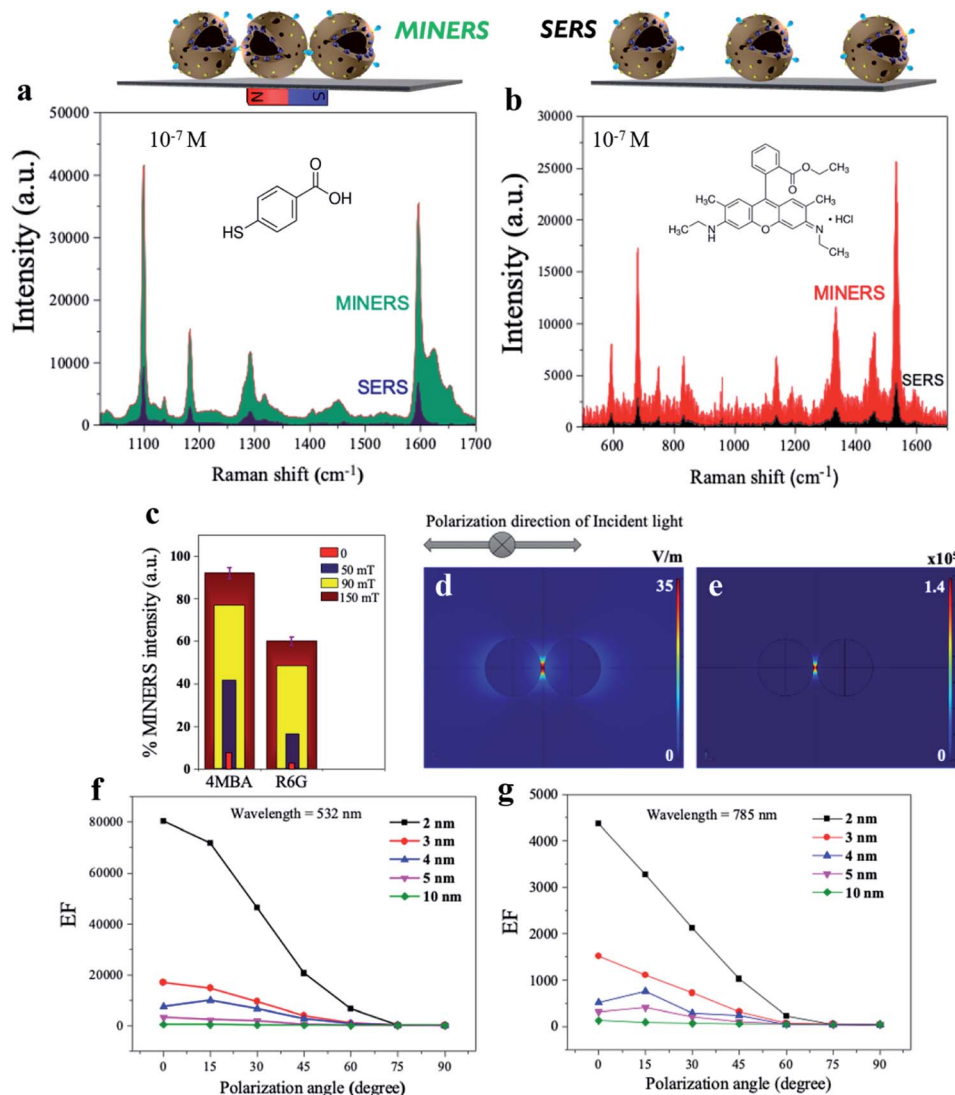 MINERS SERS
N S
a
10⁻⁷ M
Intensity (a.u.)
50000
40000
30000
20000
10000
0
O
OH
HS
MINERS
SERS
1100 1200 1300 1400 1500 1600 1700
Raman shift (cm⁻¹)
b
10⁻⁷ M
Intensity (a.u.)
30000
25000
20000
15000
10000
5000
0
O CH₃
O
H₃C CH₃
• HCl
H₃C N O N
H CH₃
MINERS
SERS
600 800 1000 1200 1400 1600
Raman shift (cm⁻¹)
c
% MINERS intensity (a.u.)
100
80
60
40
20
0
0
50 mT
90 mT
150 mT
4MBA R6G
Polarization direction of Incident light
V/m
d
35
0
e
1.4
0
f
Wavelength = 532 nm
EF
80000
60000
40000
20000
0
2 nm
3 nm
4 nm
5 nm
10 nm
0 15 30 45 60 75 90
Polarization angle (degree)
g
Wavelength = 785 nm
EF
5000
4000
3000
2000
1000
0
2 nm
3 nm
4 nm
5 nm
10 nm
0 15 30 45 60 75 90
Polarization angle (degree)